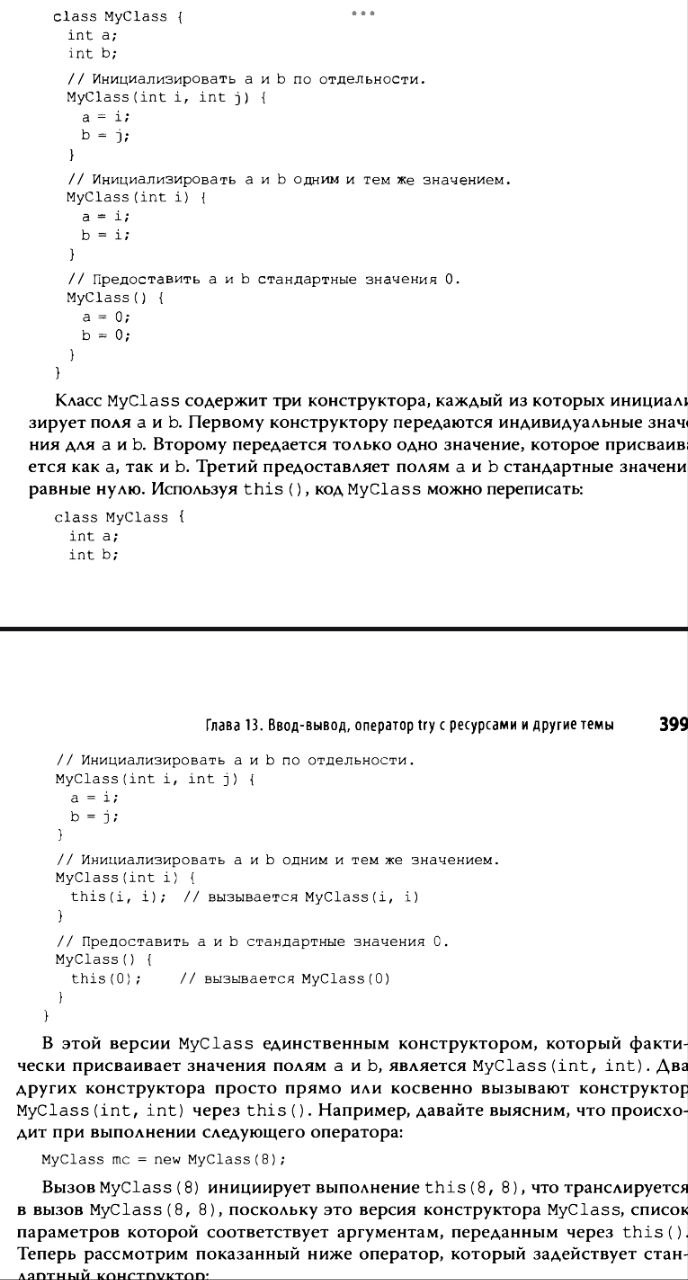 class MyClass {
int a;
int b;
// Инициализировать a и b по отдельности.
MyClass(int i, int j) {
a = i;
b = j;
}
// Инициализировать a и b одним и тем же значением.
MyClass(int i) {
a = i;
b = i;
}
// Предоставить a и b стандартные значения 0.
MyClass() {
a = 0;
b = 0;
}
}
Класс MyClass содержит три конструктора, каждый из которых инициали
зирует поля a и b. Первому конструктору передаются индивидуальные значе
ния для a и b. Второму передается только одно значение, которое присваива
ется как a, так и b. Третий предоставляет полям a и b стандартные значени
равные нулю. Используя this(), код MyClass можно переписать:
class MyClass {
int a;
int b;
Глава 13. Ввод-вывод, оператор try с ресурсами и другие темы 399
// Инициализировать a и b по отдельности.
MyClass(int i, int j) {
a = i;
b = j;
}
// Инициализировать a и b одним и тем же значением.
MyClass(int i) {
this(i, i); // вызывается MyClass(i, i)
}
// Предоставить a и b стандартные значения 0.
MyClass() {
this(0); // вызывается MyClass(0)
}
}
В этой версии MyClass единственным конструктором, который факти-
чески присваивает значения полям a и b, является MyClass(int, int). Два
других конструктора просто прямо или косвенно вызывают конструктор
MyClass(int, int) через this(). Например, давайте выясним, что происхо-
дит при выполнении следующего оператора:
MyClass mc = new MyClass(8);
Вызов MyClass(8) инициирует выполнение this(8, 8), что транслируется
в вызов MyClass(8, 8), поскольку это версия конструктора MyClass, список
параметров которой соответствует аргументам, переданным через this().
Теперь рассмотрим показанный ниже оператор, который задействует стан-
дартный конструктор: